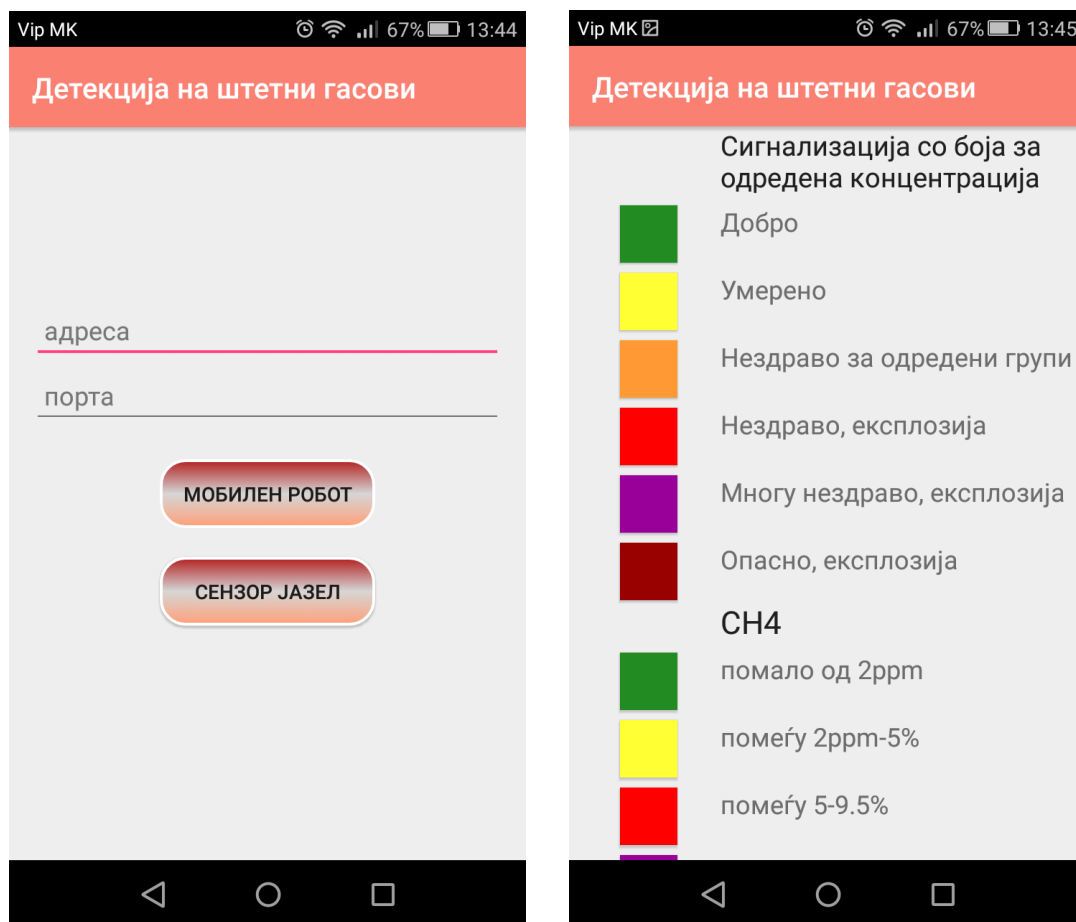 Vip MK 67% 13:44
Детекција на штетни гасови
адреса
порта
МОБИЛЕН РОБОТ
СЕНЗОР ЈАЗЕЛ
Vip MK 67% 13:45
Детекција на штетни гасови
Сигнализација со боја за
одредена концентрација
Добро
Умерено
Нездраво за одредени групи
Нездраво, експлозија
Многу нездраво, експлозија
Опасно, експлозија
CH4
помало од 2ppm
помеѓу 2ppm-5%
помеѓу 5-9.5%